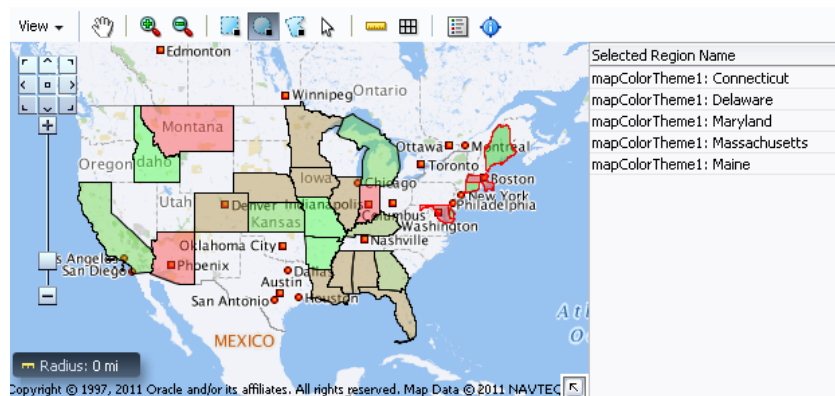 View
Edmonton
Winnipeg
Ontario
Montana
Ottawa
Montreal
Oregon
Idaho
Toronto
Iowa
Chicago
Boston
New York
Utah
Denver
Indianapolis
Philadelphia
Kansas
Columbus
Washington
Oklahoma City
Nashville
s Angeles
San Diego
Phoenix
Dallas
Austin
San Antonio
Houston
Atl
O
MEXICO
Radius: 0 mi
Copyright © 1997, 2011 Oracle and/or its affiliates. All rights reserved. Map Data © 2011 NAVTEC
Selected Region Name
mapColorTheme1: Connecticut
mapColorTheme1: Delaware
mapColorTheme1: Maryland
mapColorTheme1: Massachusetts
mapColorTheme1: Maine